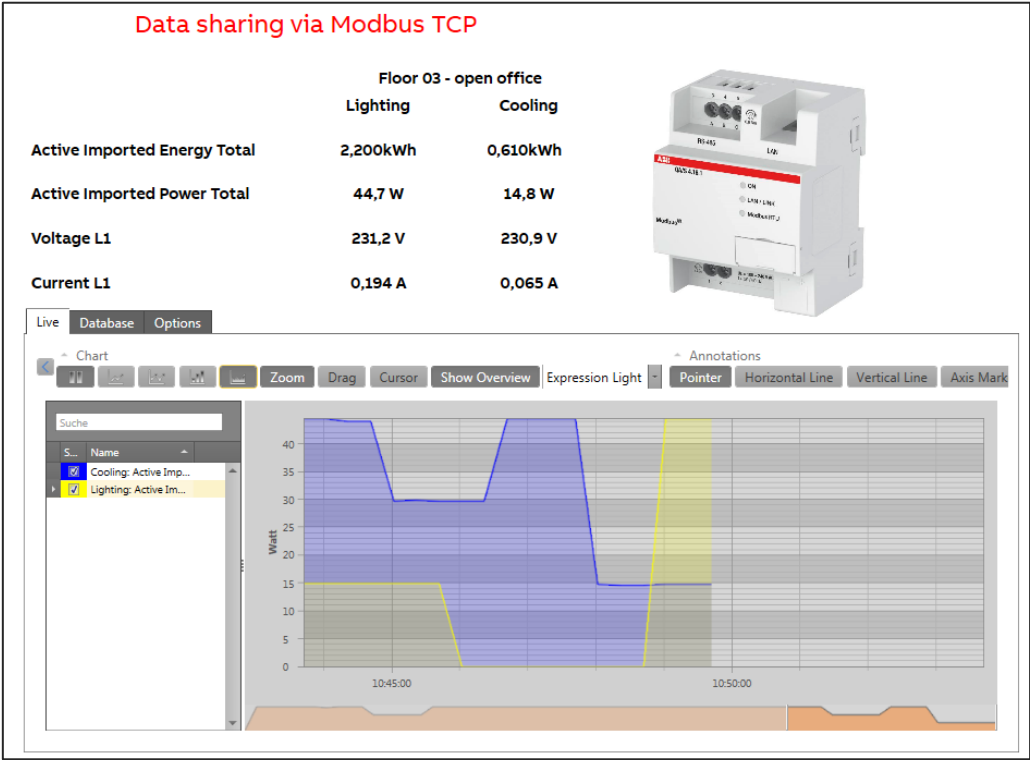 Data sharing via Modbus TCP
Floor 03 - open office
Lighting Cooling
Active Imported Energy Total 2,200kWh 0,610kWh
Active Imported Power Total 44,7 W 14,8 W
Voltage L1 231,2 V 230,9 V
Current L1 0,194 A 0,065 A
RS-485
LAN
ABB
ON
LAN / LINK
Modbus RTU
Modbus
Live Database Options
Chart Annotations
Zoom Drag Cursor Show Overview Expression Light Pointer Horizontal Line Vertical Line Axis Mark
Suche
S... Name
Cooling: Active Imp...
Lighting: Active Im...
Watt
40
35
30
25
20
15
10
5
0
10:45:00 10:50:00